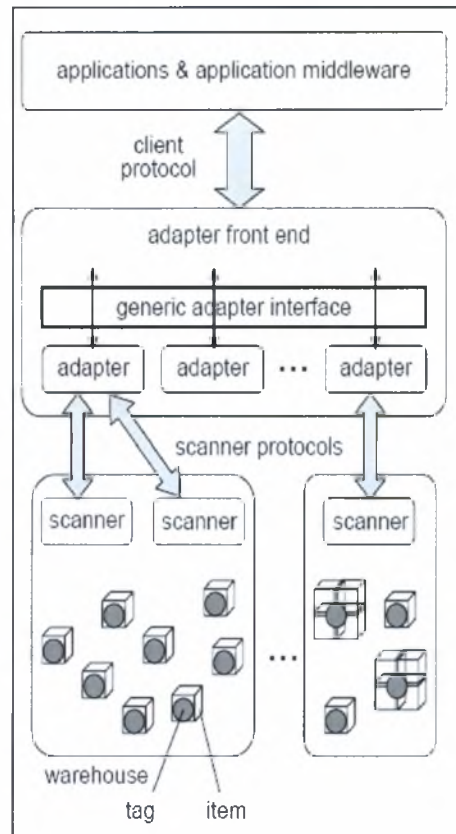 applications & application middleware
client
protocol
adapter front end
generic adapter interface
adapter adapter ... adapter
scanner protocols
scanner scanner scanner
...
warehouse
tag item